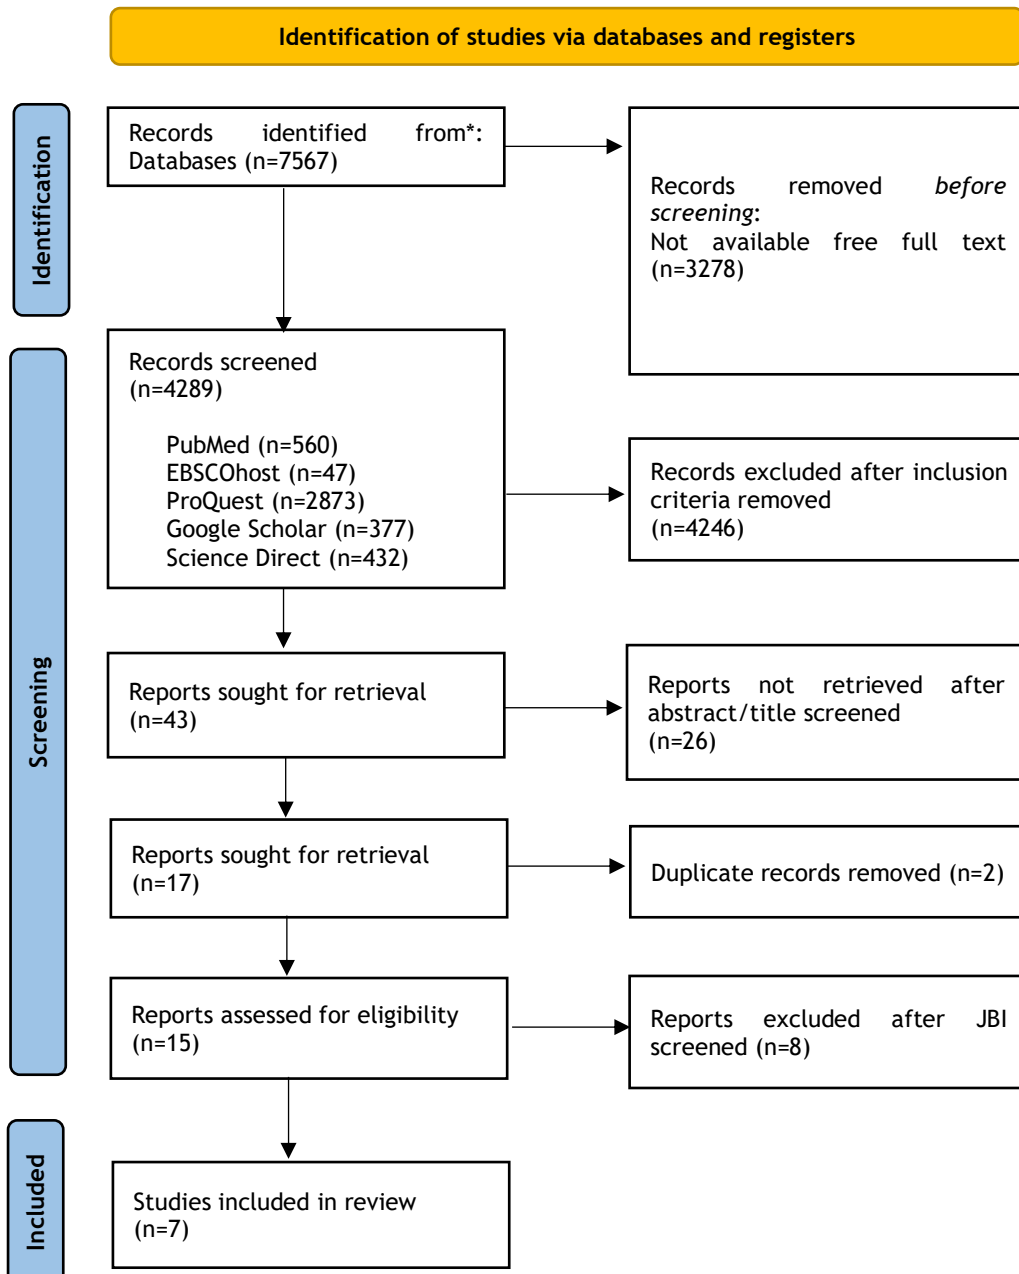 Identification of studies via databases and registers
Identification
Records identified from*:
Databases (n=7567)
Records removed before
screening:
Not available free full text
(n=3278)
Screening
Records screened
(n=4289)
PubMed (n=560)
EBSCOhost (n=47)
ProQuest (n=2873)
Google Scholar (n=377)
Science Direct (n=432)
Records excluded after inclusion
criteria removed
(n=4246)
Reports sought for retrieval
(n=43)
Reports not retrieved after
abstract/title screened
(n=26)
Reports sought for retrieval
(n=17)
Duplicate records removed (n=2)
Reports assessed for eligibility
(n=15)
Reports excluded after JBI
screened (n=8)
Included
Studies included in review
(n=7)